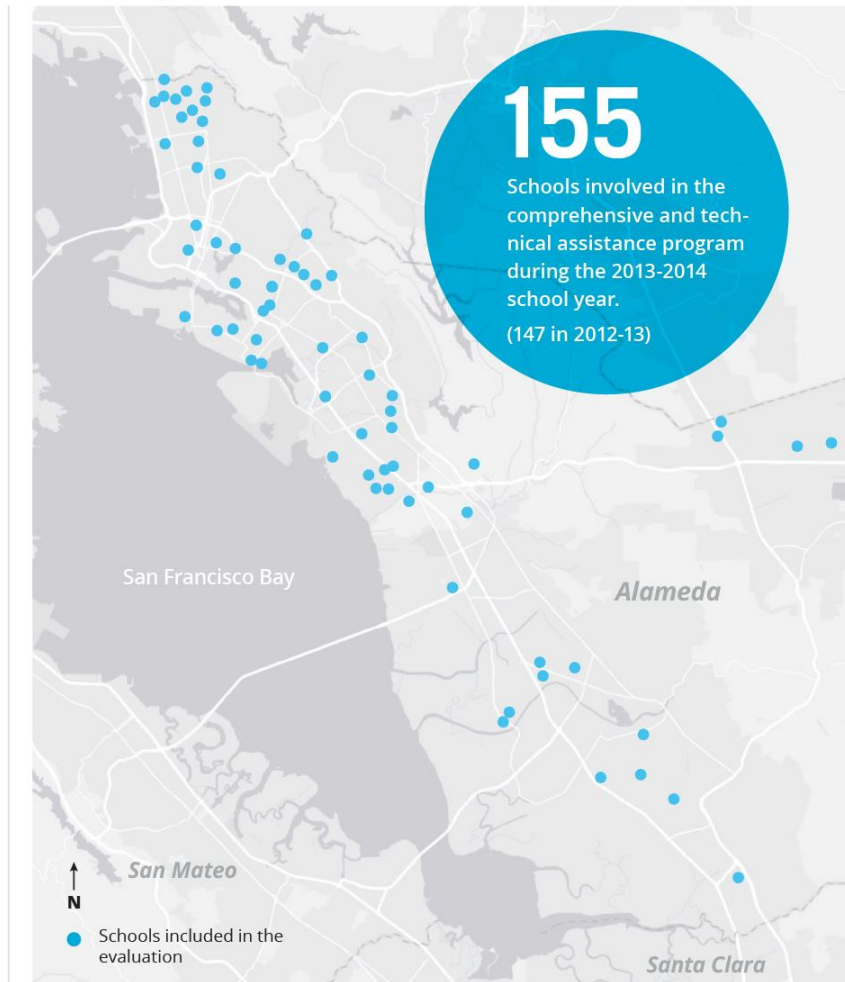 155
Schools involved in the
comprehensive and tech-
nical assistance program
during the 2013-2014
school year.
(147 in 2012-13)
San Francisco Bay
Alameda
San Mateo
N
Schools included in the
evaluation
Santa Clara